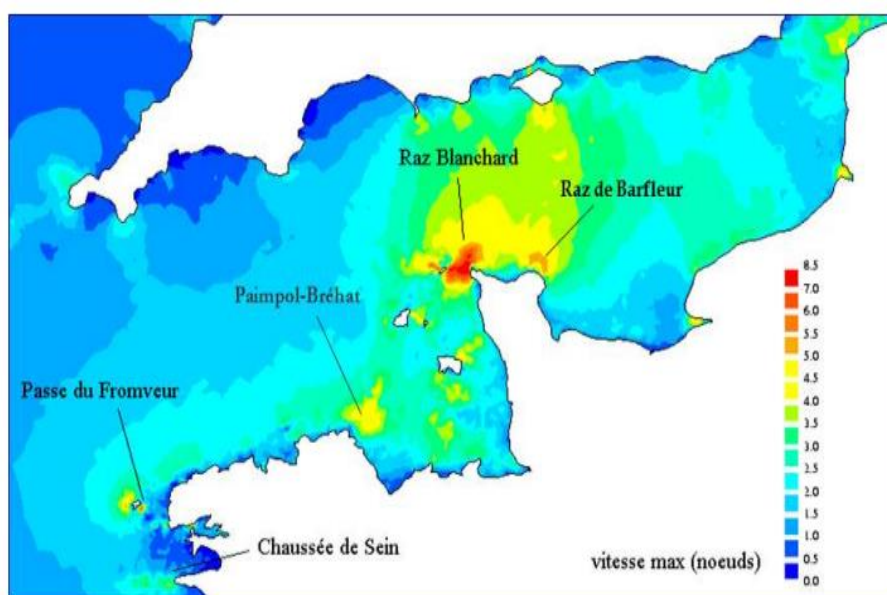 Raz Blanchard
Raz de Barfleur
Paimpol-Bréhat
Passe du Fromveur
Chaussée de Sein
vitesse max (noeuds)
8.5
7.0
6.5
6.0
5.5
5.0
4.5
4.0
3.5
3.0
2.5
2.0
1.5
1.0
0.5
0.0